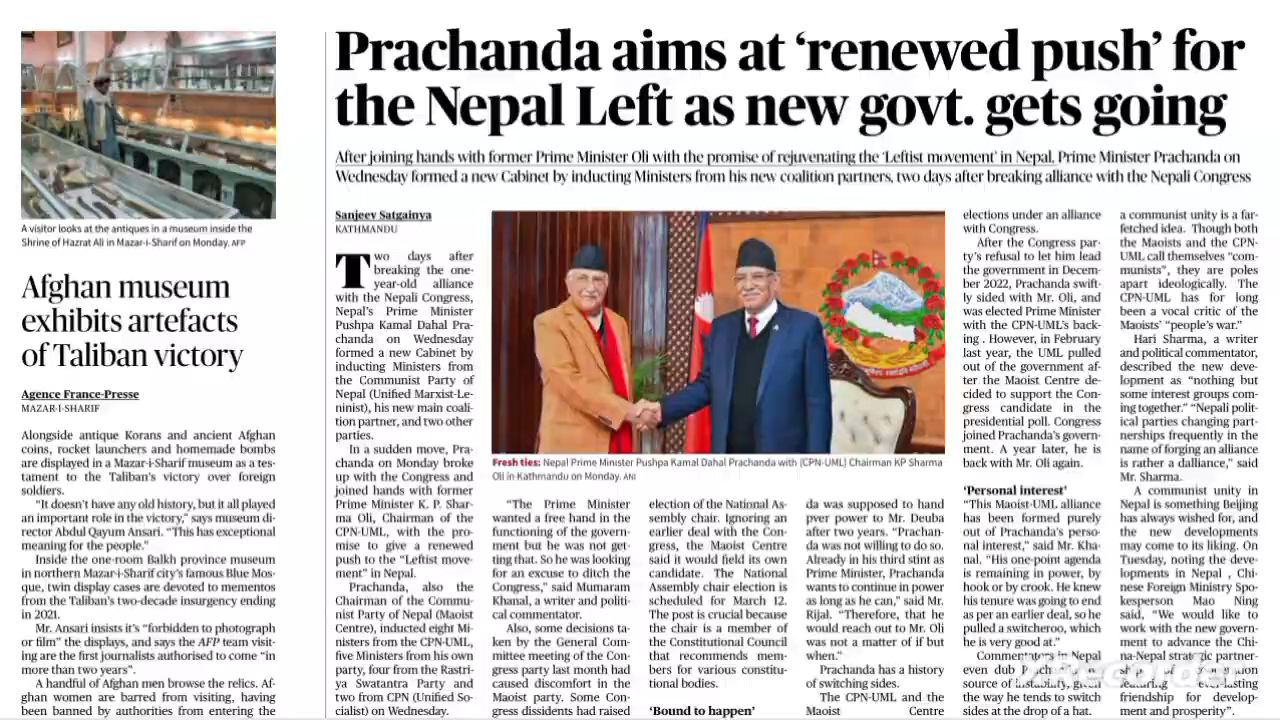 A visitor looks at the antiques in a museum inside the
Shrine of Hazrat Ali in Mazar-i-Sharif on Monday. AFP
Afghan museum
exhibits artefacts
of Taliban victory
Agence France-Presse
MAZAR-I-SHARIF
Alongside antique Korans and ancient Afghan
coins, rocket launchers and homemade bombs
are displayed in a Mazar-i-Sharif museum as a tes-
tament to the Taliban's victory over foreign
soldiers.
"It doesn't have any old history, but it all played
an important role in the victory," says museum di-
rector Abdul Qayum Ansari. "This has exceptional
meaning for the people."
Inside the one-room Balkh province museum
in northern Mazar-i-Sharif city's famous Blue Mos-
que, twin display cases are devoted to mementos
from the Taliban's two-decade insurgency ending
in 2021.
Mr. Ansari insists it's "forbidden to photograph
or film" the displays, and says the AFP team visit-
ing are the first journalists authorised to come "in
more than two years".
A handful of Afghan men browse the relics. Af-
ghan women are barred from visiting, having
been banned by authorities from entering the
Prachanda aims at 'renewed push' for
the Nepal Left as new govt. gets going
After joining hands with former Prime Minister Oli with the promise of rejuvenating the 'Leftist movement' in Nepal, Prime Minister Prachanda on
Wednesday formed a new Cabinet by inducting Ministers from his new coalition partners, two days after breaking alliance with the Nepali Congress
Sanjeev Satgainya
KATHMANDU
Two days after
breaking the one-
year-old alliance
with the Nepali Congress,
Nepal's Prime Minister
Pushpa Kamal Dahal Pra-
chanda on Wednesday
formed a new Cabinet by
inducting Ministers from
the Communist Party of
Nepal (Unified Marxist-Le-
ninist), his new main coali-
tion partner, and two other
parties.
In a sudden move, Pra-
chanda on Monday broke
up with the Congress and
joined hands with former
Prime Minister K. P. Shar-
ma Oli, Chairman of the
CPN-UML, with the pro-
mise to give a renewed
push to the "Leftist move-
ment" in Nepal.
Prachanda, also the
Chairman of the Commu-
nist Party of Nepal (Maoist
Centre), inducted eight Mi-
nisters from the CPN-UML,
five Ministers from his own
party, four from the Rastri-
ya Swatantra Party and
two from CPN (Unified So-
cialist) on Wednesday.
Fresh ties: Nepal Prime Minister Pushpa Kamal Dahal Prachanda with (CPN-UML) Chairman KP Sharma
Oli in Kathmandu on Monday. ANI
"The Prime Minister
wanted a free hand in the
functioning of the govern-
ment but he was not get-
ting that. So he was looking
for an excuse to ditch the
Congress," said Mumaram
Khanal, a writer and politi-
cal commentator.
Also, some decisions ta-
ken by the General Com-
mittee meeting of the Con-
gress party last month had
caused discomfort in the
Maoist party. Some Con-
gress dissidents had raised
election of the National As-
sembly chair. Ignoring an
earlier deal with the Con-
gress, the Maoist Centre
said it would field its own
candidate. The National
Assembly chair election is
scheduled for March 12.
The post is crucial because
the chair is a member of
the Constitutional Council
that recommends mem-
bers for various constitu-
tional bodies.
'Bound to happen'
da was supposed to hand
pver power to Mr. Deuba
after two years. "Prachan-
da was not willing to do so.
Already in his third stint as
Prime Minister, Prachanda
wants to continue in power
as long as he can," said Mr.
Rijal. "Therefore, that he
would reach out to Mr. Oli
was not a matter of if but
when."
Prachanda has a history
of switching sides.
The CPN-UML and the
Maoist Centre
elections under an alliance
with Congress.
After the Congress par-
ty's refusal to let him lead
the government in Decem-
ber 2022, Prachanda swift-
ly sided with Mr. Oli, and
was elected Prime Minister
with the CPN-UML's back-
ing . However, in February
last year, the UML pulled
out of the government af-
ter the Maoist Centre de-
cided to support the Con-
gress candidate in the
presidential poll. Congress
joined Prachanda's govern-
ment. A year later, he is
back with Mr. Oli again.
'Personal interest'
"This Maoist-UML alliance
has been formed purely
out of Prachanda's perso-
nal interest," said Mr. Kha-
nal. "His one-point agenda
is remaining in power, by
hook or by crook. He knew
his tenure was going to end
as per an earlier deal, so he
pulled a switcheroo, which
he is very good at."
Commentators in Nepal
even dub such
source of instability, given
the way he tends to switch
sides at the drop of a hat.
a communist unity is a far-
fetched idea. Though both
the Maoists and the CPN-
UML call themselves "com-
munists", they are poles
apart ideologically. The
CPN-UML has for long
been a vocal critic of the
Maoists' "people's war."
Hari Sharma, a writer
and political commentator,
described the new deve-
lopment as "nothing but
some interest groups com-
ing together." "Nepali polit-
ical parties changing part-
nerships frequently in the
name of forging an alliance
is rather a dalliance," said
Mr. Sharma.
A communist unity in
Nepal is something Beijing
has always wished for, and
the new developments
may come to its liking. On
Tuesday, noting the de-
velopments in Nepal , Chi-
nese Foreign Ministry Spo-
kesperson Mao Ning
said, "We would like to
work with the new govern-
ment to advance the Chi-
na-Nepal strategic partner-
featuring everlasting
friendship for develop-
ment and prosperity".